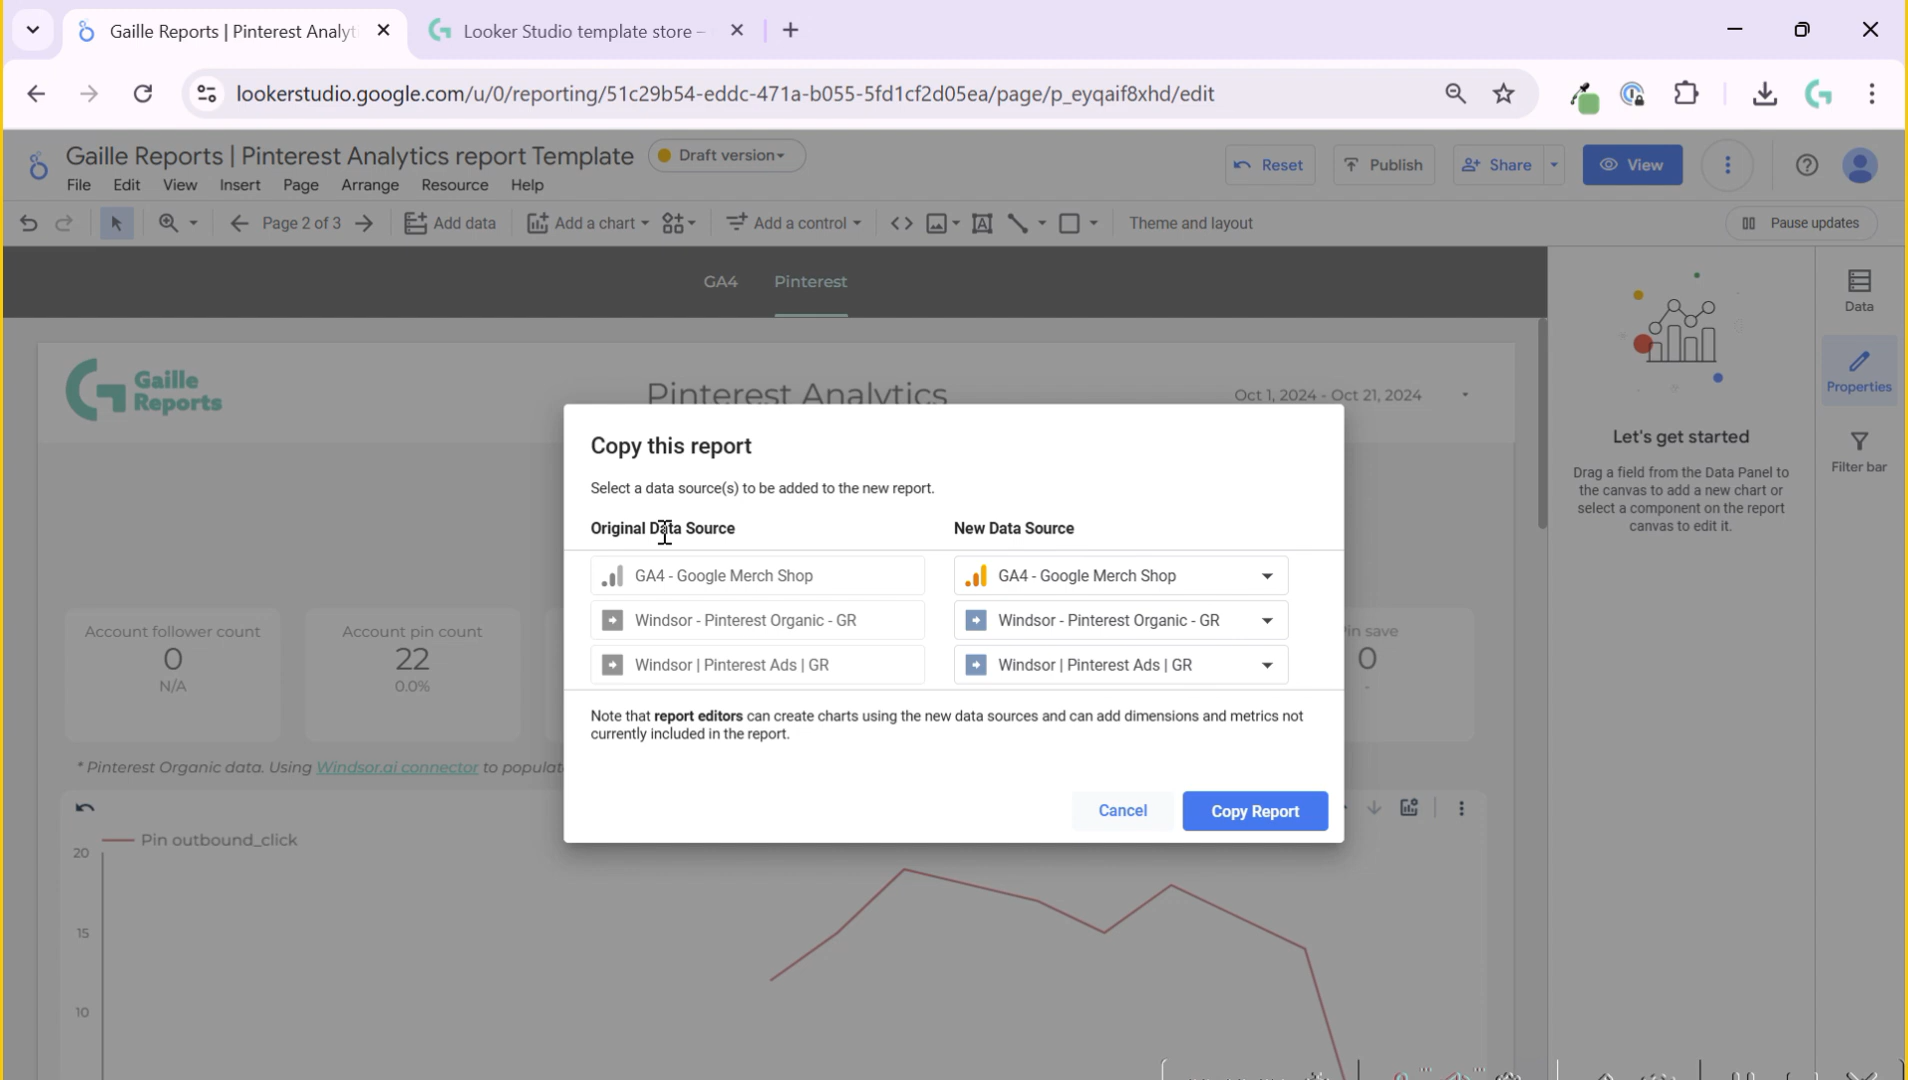 Gaille Reports | Pinterest Analyt
Looker Studio template store –
lookerstudio.google.com/u/0/reporting/51c29b54-eddc-471a-b055-5fd1cf2d05ea/page/p_eyqaif8xhd/edit
Gaille Reports | Pinterest Analytics report Template
Draft version
Reset
Publish
Share
View
File Edit View Insert Page Arrange Resource Help
Page 2 of 3
Add data
Add a chart
Add a control
Theme and layout
Pause updates
GA4 Pinterest
Data
Properties
Filter bar
Gaille
Reports
Pinterest Analytics
Oct 1, 2024 - Oct 21, 2024
Let's get started
Drag a field from the Data Panel to
the canvas to add a new chart or
select a component on the report
canvas to edit it.
Copy this report
Select a data source(s) to be added to the new report.
Original Data Source New Data Source
GA4 - Google Merch Shop GA4 - Google Merch Shop
Windsor - Pinterest Organic - GR Windsor - Pinterest Organic - GR
Windsor | Pinterest Ads | GR Windsor | Pinterest Ads | GR
Note that report editors can create charts using the new data sources and can add dimensions and metrics not
currently included in the report.
Cancel Copy Report
Account follower count
0
N/A
Account pin count
22
0.0%
in save
0
-
* Pinterest Organic data. Using Windsor.ai connector to populat
Pin outbound_click
20
15
10